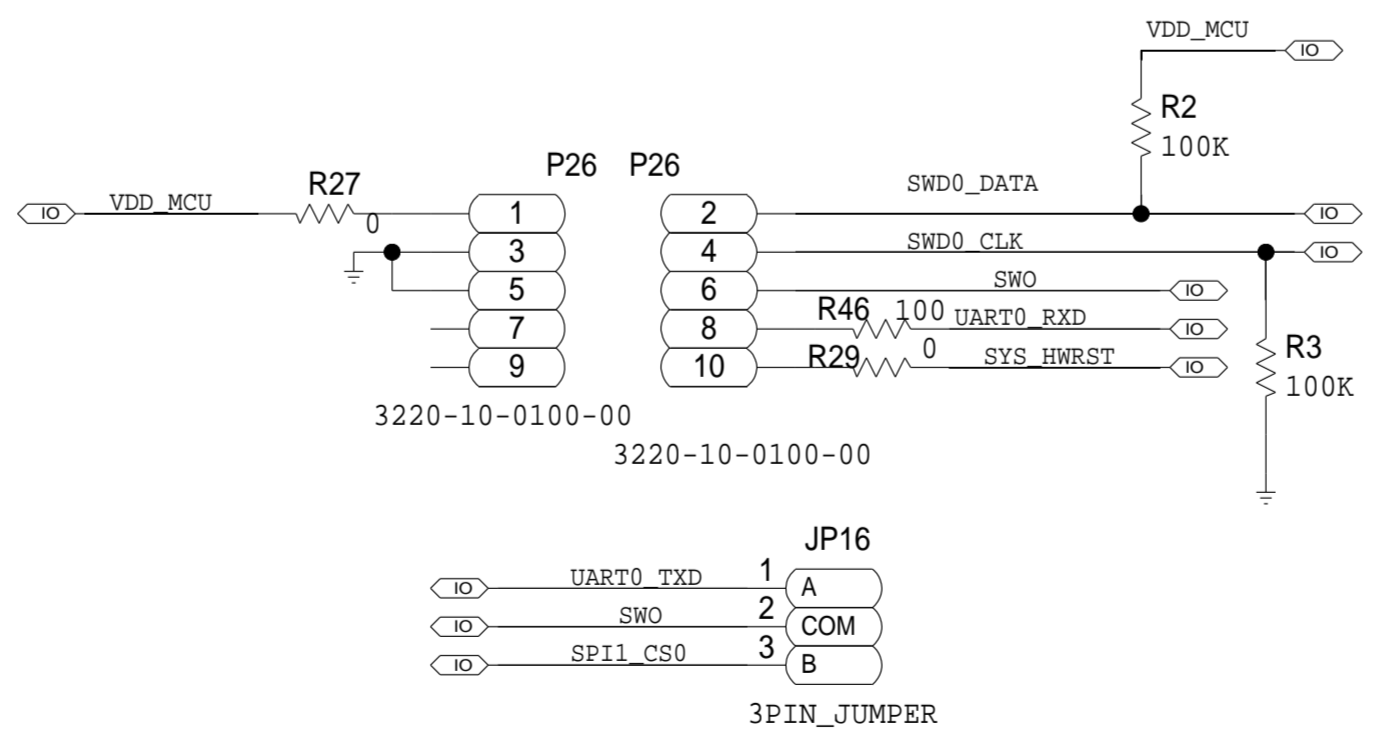 VDD_MCU
IO
R2
100K
P26 P26
R27
VDD_MCU
IO
0
1
2
SWD0_DATA
IO
3
4
SWD0_CLK
IO
5
6
SWO
IO
7
8
R46 100 UART0_RXD
IO
9
10
R29 0 SYS_HWRST
IO
R3
100K
3220-10-0100-00
3220-10-0100-00
JP16
IO UART0_TXD 1 A
IO SWO 2 COM
IO SPI1_CS0 3 B
3PIN_JUMPER